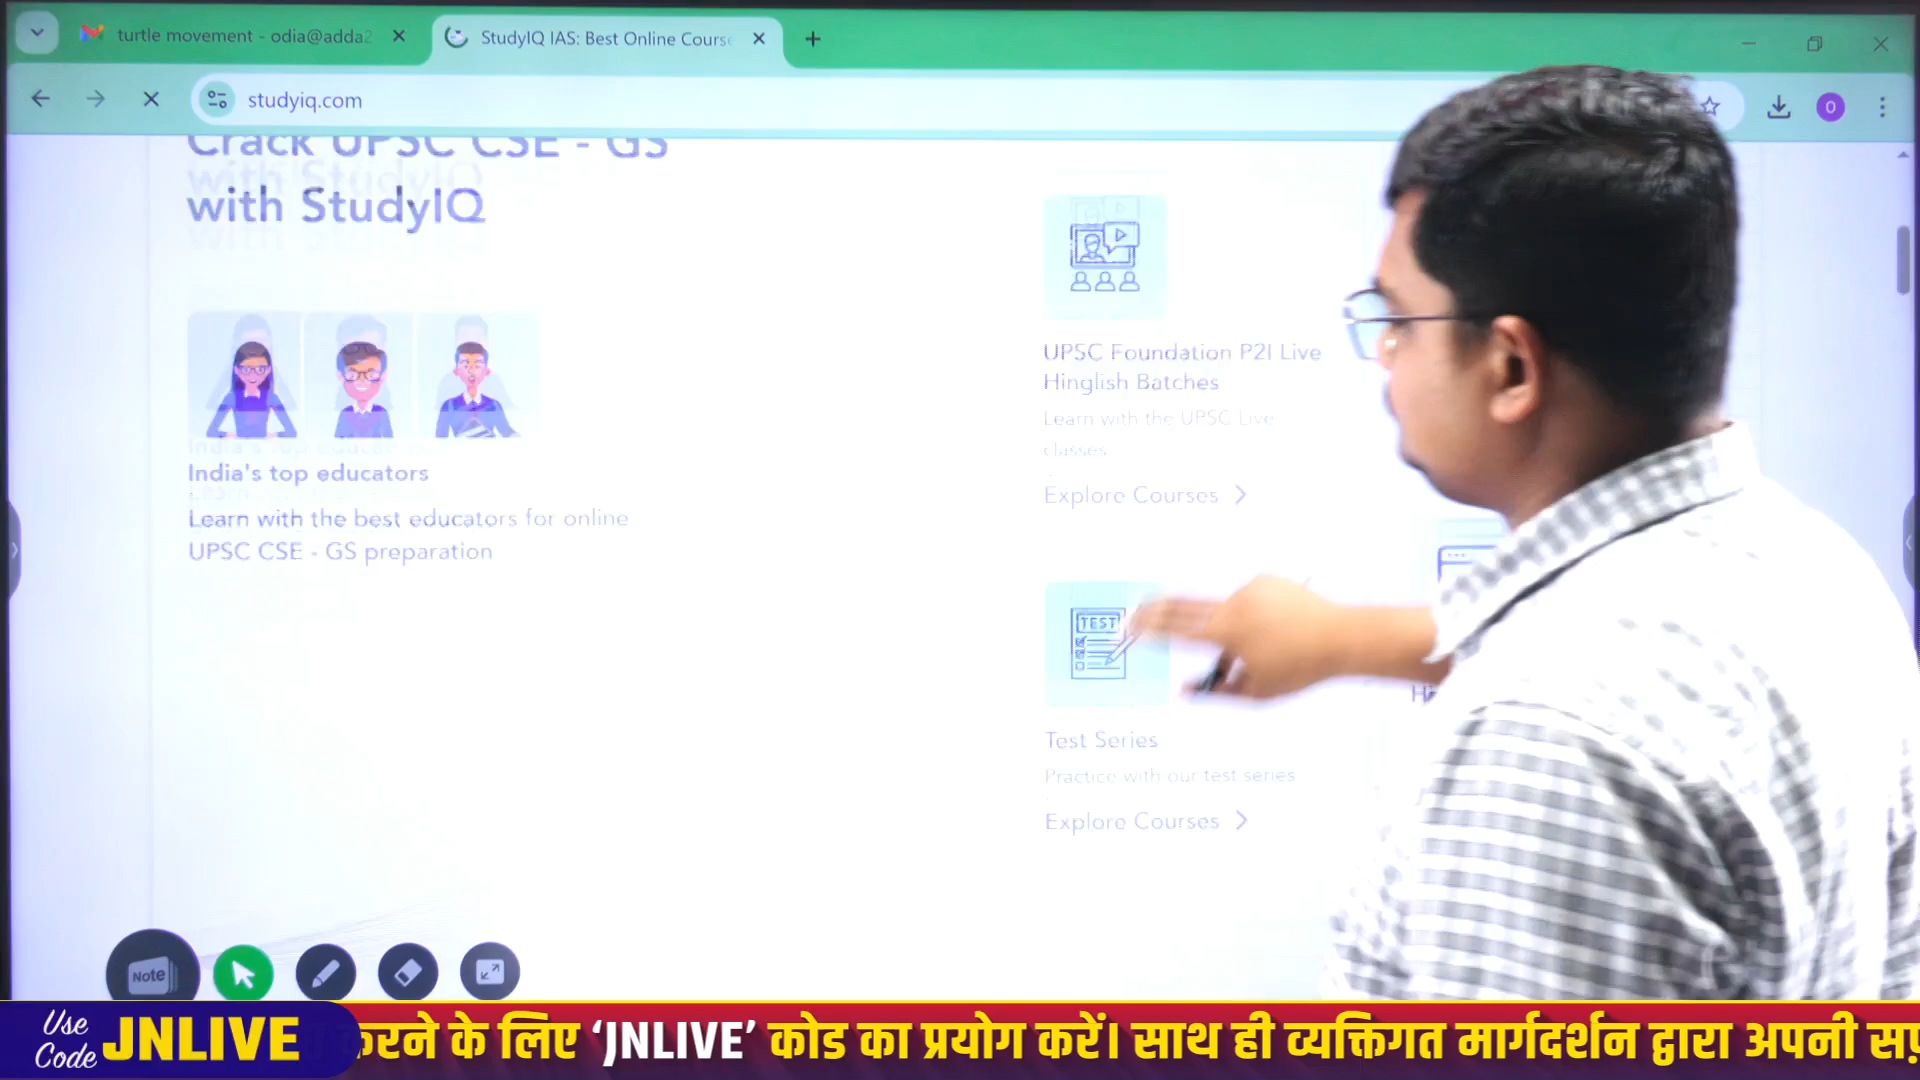 turtle movement - odia@adda2
StudyIQ IAS: Best Online Course
studyiq.com
Crack UPSC CSE - GS
with StudyIQ
India's top educators
Learn with the best educators for online
UPSC CSE - GS preparation
UPSC Foundation P2I Live
Hinglish Batches
Learn with the UPSC Live
classes
Explore Courses
TEST
Test Series
Practice with our test series
Explore Courses
Note
Use
Code JNLIVE
करने के लिए ‘JNLIVE’ कोड का प्रयोग करें। साथ ही व्यक्तिगत मार्गदर्शन द्वारा अपनी